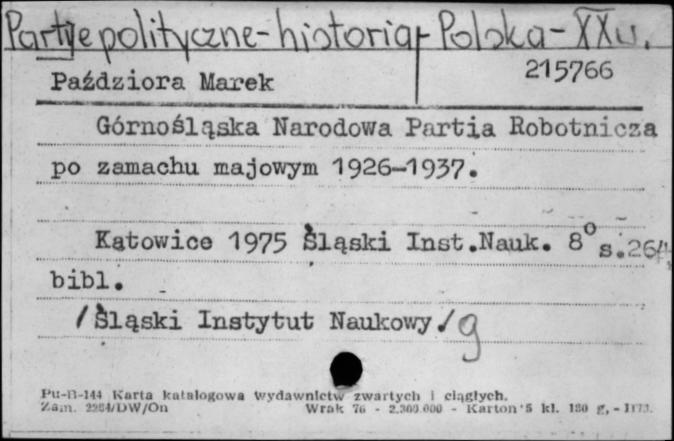 Partyje polityczne - historia - Polska - XX w.
215766
Paździora Marek
Górnośląska Narodowa Partia Robotnicza
po zamachu majowym 1926-1937.
Katowice 1975 Śląski Inst.Nauk. 8° s.264,
bibl.
/Śląski Instytut Naukowy/ g
Pu-B-144 Karta katalogowa wydawnictw zwartych i ciągłych.
Zam. 2284/DW/On Wrak 76 - 2.300.000 - Karton 5 kl. 180 g, -